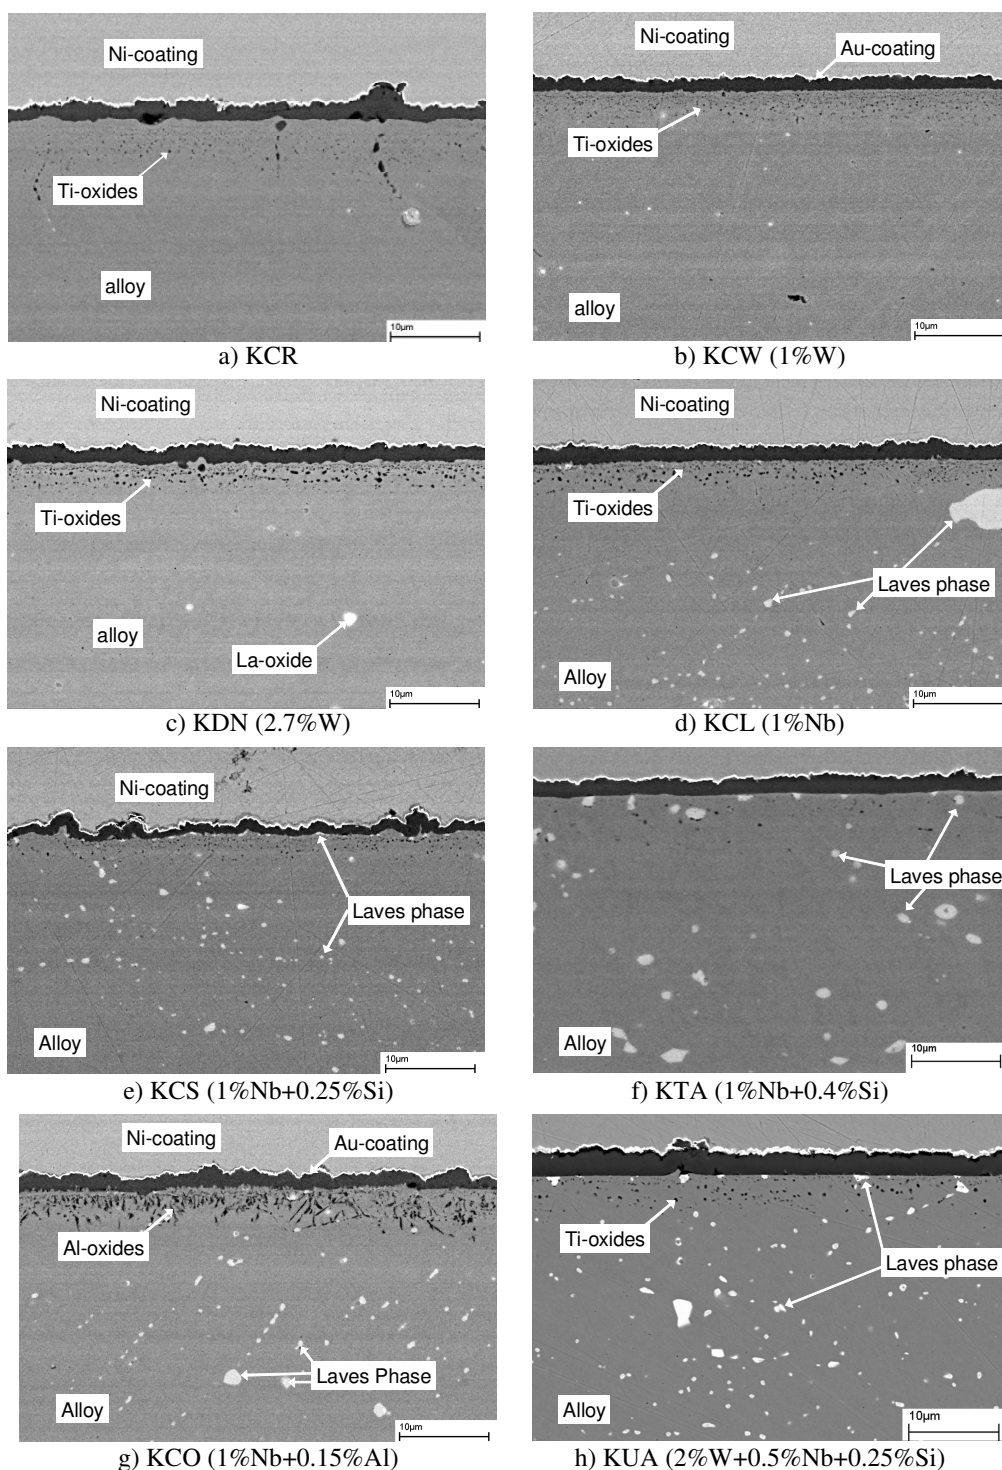 Ni-coating
Ti-oxides
alloy
10µm
a) KCR
Ni-coating
Au-coating
Ti-oxides
alloy
10µm
b) KCW (1%W)
Ni-coating
Ti-oxides
alloy
La-oxide
10µm
c) KDN (2.7%W)
Ni-coating
Ti-oxides
Laves phase
Alloy
10µm
d) KCL (1%Nb)
Ni-coating
Laves phase
Alloy
10µm
e) KCS (1%Nb+0.25%Si)
Laves phase
Alloy
10µm
f) KTA (1%Nb+0.4%Si)
Ni-coating
Au-coating
Al-oxides
Laves Phase
Alloy
10µm
g) KCO (1%Nb+0.15%Al)
Ti-oxides
Laves phase
Alloy
10µm
h) KUA (2%W+0.5%Nb+0.25%Si)